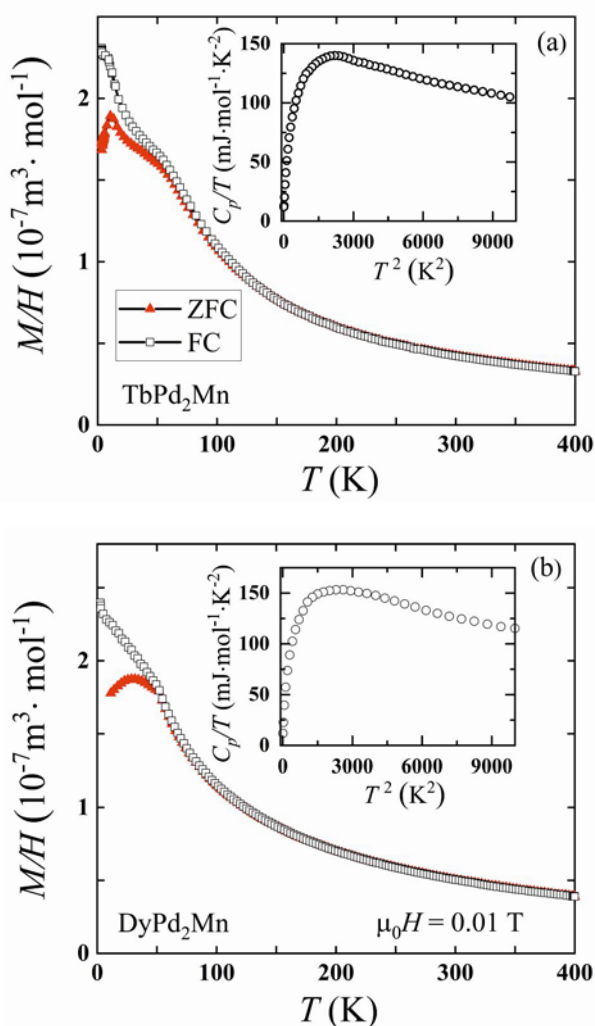 (a)
M/H (10⁻⁷m³· mol⁻¹)
2
1
0
C_p/T (mJ·mol⁻¹·K⁻²)
150
100
50
0
0 3000 6000 9000
T² (K²)
ZFC
FC
TbPd₂Mn
0 100 200 300 400
T (K)
(b)
M/H (10⁻⁷m³· mol⁻¹)
2
1
0
C_p/T (mJ·mol⁻¹·K⁻²)
150
100
50
0
0 3000 6000 9000
T² (K²)
DyPd₂Mn
μ₀H = 0.01 T
0 100 200 300 400
T (K)